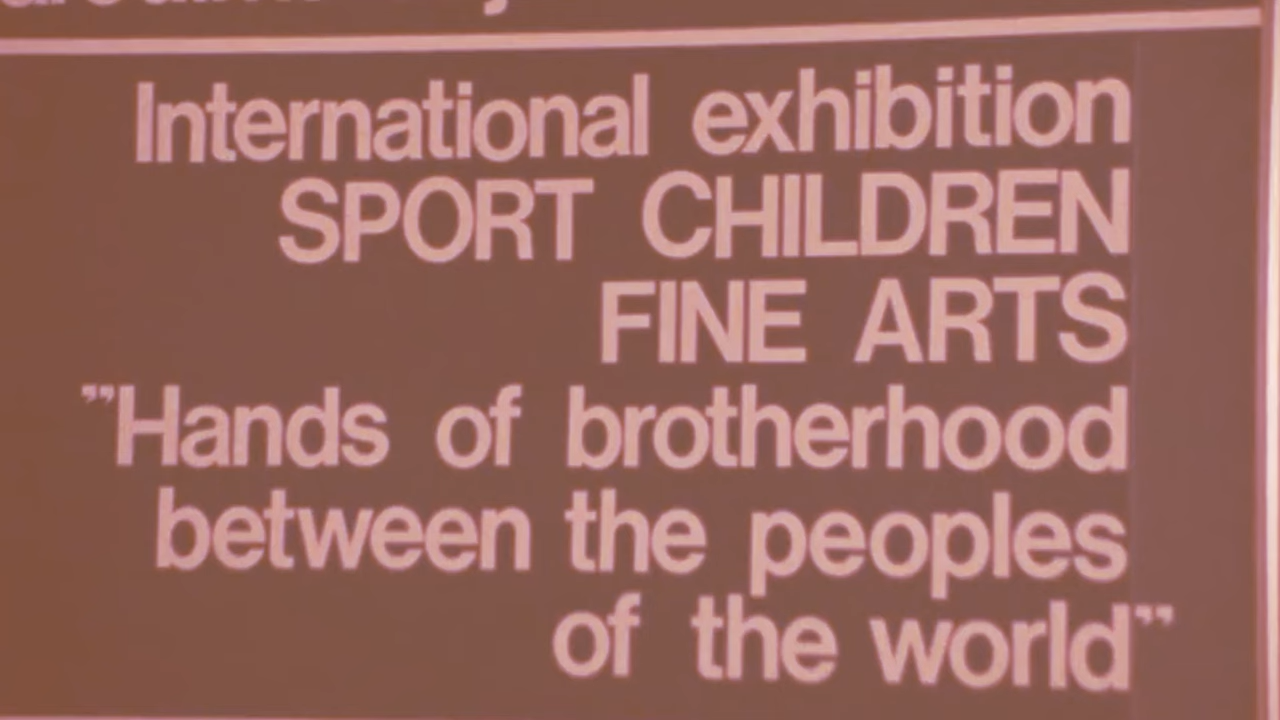 International exhibition
SPORT CHILDREN
FINE ARTS
”Hands of brotherhood
between the peoples
of the world”